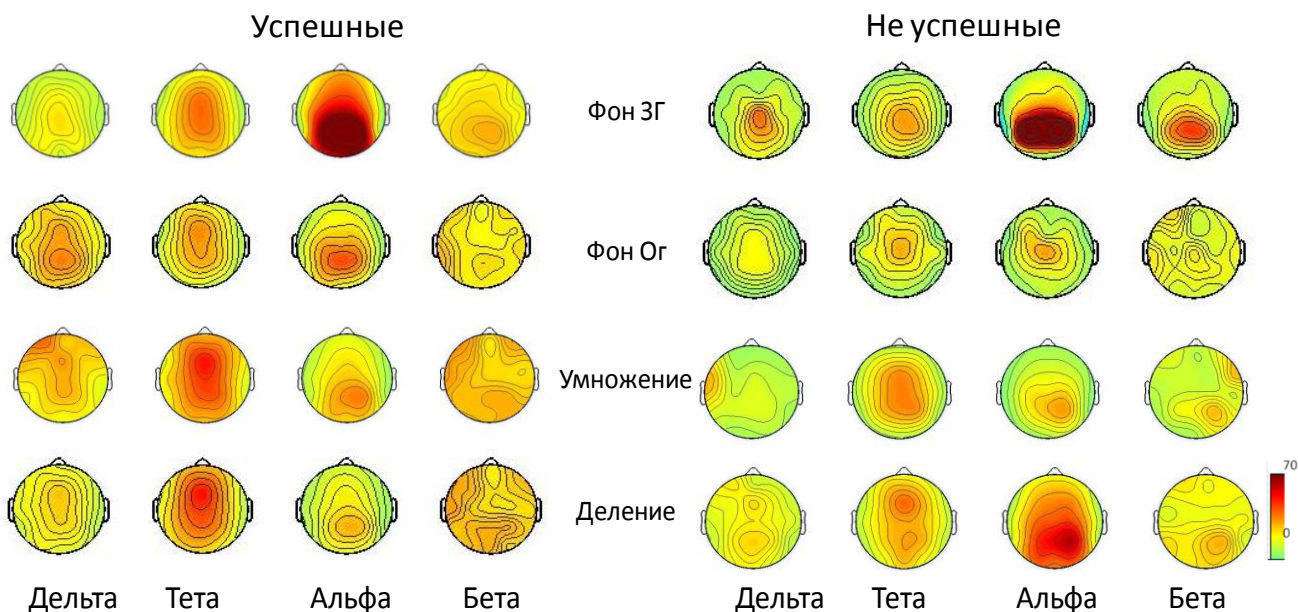 Успешные
Не успешные
Фон ЗГ
Фон Ог
Умножение
Деление
70
0
Дельта Тета Альфа Бета
Дельта Тета Альфа Бета